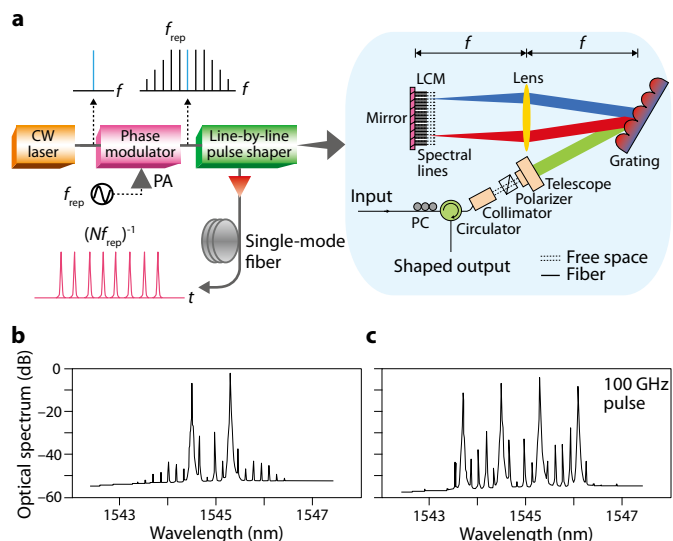 a
f_rep
f
f
CW
laser
Phase
modulator
Line-by-line
pulse shaper
f_rep
PA
(Nf_rep)⁻¹
t
Single-mode
fiber
f
f
LCM
Lens
Mirror
Spectral
lines
Grating
Telescope
Polarizer
Collimator
Circulator
Input
PC
Shaped output
Free space
Fiber
b
Optical spectrum (dB)
0
−20
−40
−60
1543
1545
1547
Wavelength (nm)
c
100 GHz
pulse
1543
1545
1547
Wavelength (nm)